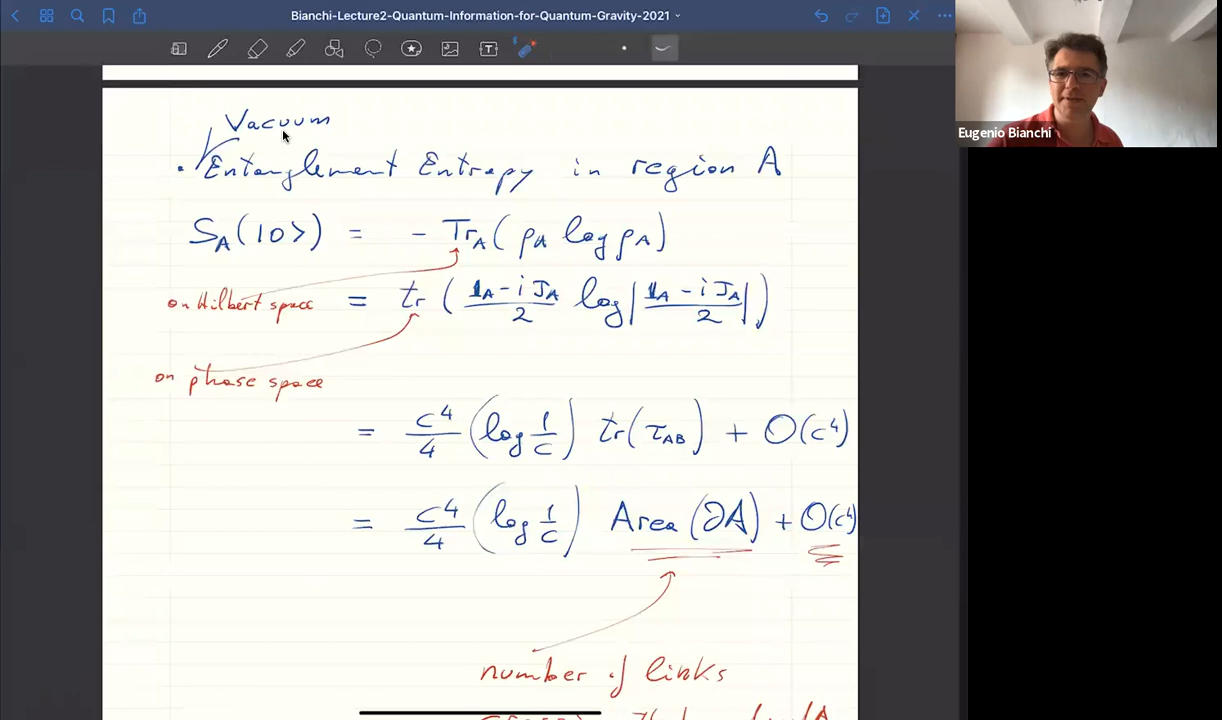 Bianchi-Lecture2-Quantum-Information-for-Quantum-Gravity-2021
Eugenio Bianchi
Vacuum
• Entanglement Entropy in region A
S_A(|0>) = - Tr_A(ρ_A log ρ_A)
on Hilbert space = tr( (𝟙_A - i J_A)/2 log|(𝟙_A - i J_A)/2| )
on phase space
= c⁴/4 (log 1/c) tr(τ_AB) + O(c⁴)
= c⁴/4 (log 1/c) Area(∂A) + O(c⁴)
number of links